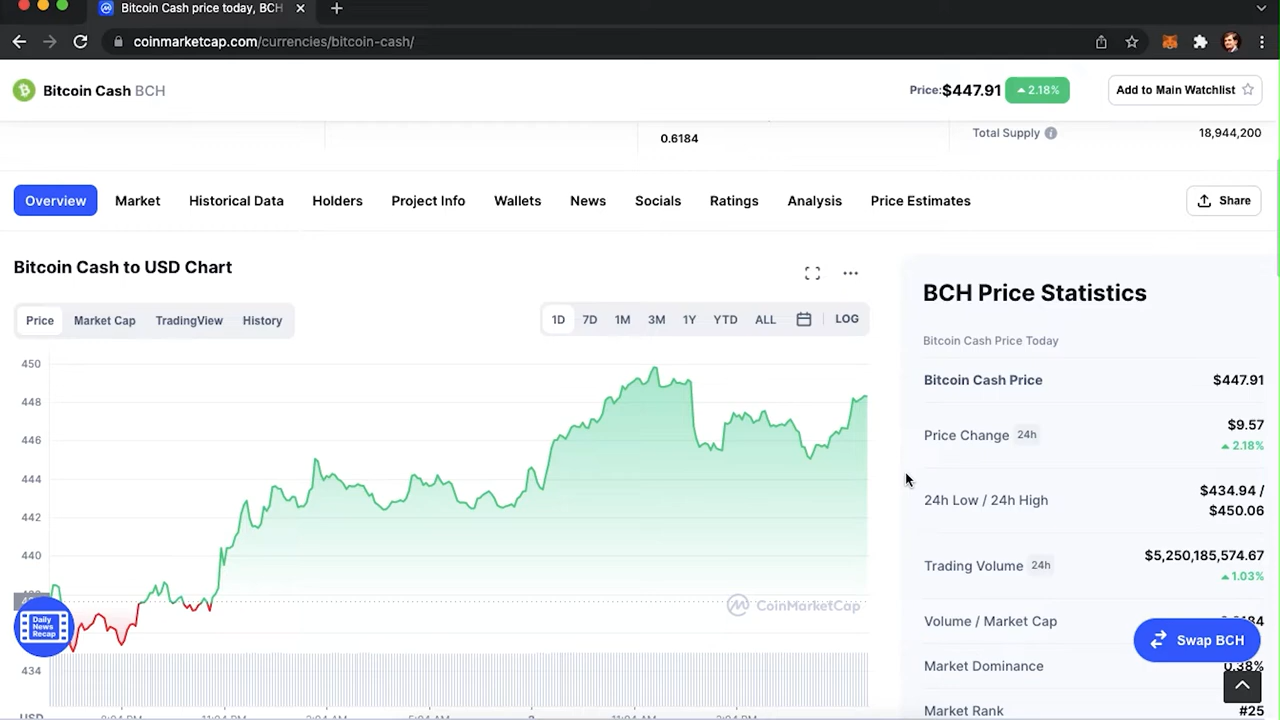 Bitcoin Cash price today, BCH
coinmarketcap.com/currencies/bitcoin-cash/
Bitcoin Cash BCH
Price:$447.91 2.18%
Add to Main Watchlist
0.6184
Total Supply 18,944,200
Overview Market Historical Data Holders Project Info Wallets News Socials Ratings Analysis Price Estimates
Share
Bitcoin Cash to USD Chart
Price Market Cap TradingView History
1D 7D 1M 3M 1Y YTD ALL LOG
450
448
446
444
442
440
434
CoinMarketCap
Daily
News
Recap
USD
BCH Price Statistics
Bitcoin Cash Price Today
Bitcoin Cash Price $447.91
Price Change 24h $9.57
2.18%
24h Low / 24h High $434.94 /
$450.06
Trading Volume 24h $5,250,185,574.67
1.03%
Volume / Market Cap
Swap BCH
Market Dominance 0.38%
Market Rank #25